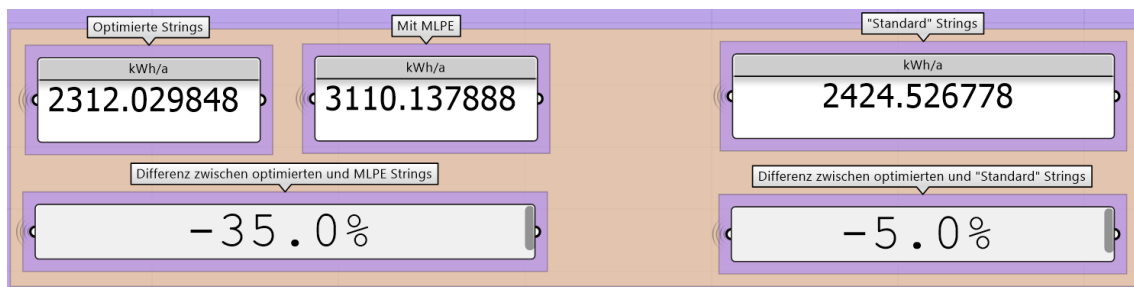 Optimierte Strings
Mit MLPE
"Standard" Strings
kWh/a
kWh/a
kWh/a
2312.029848
3110.137888
2424.526778
Differenz zwischen optimierten und MLPE Strings
Differenz zwischen optimierten und "Standard" Strings
-35.0%
-5.0%